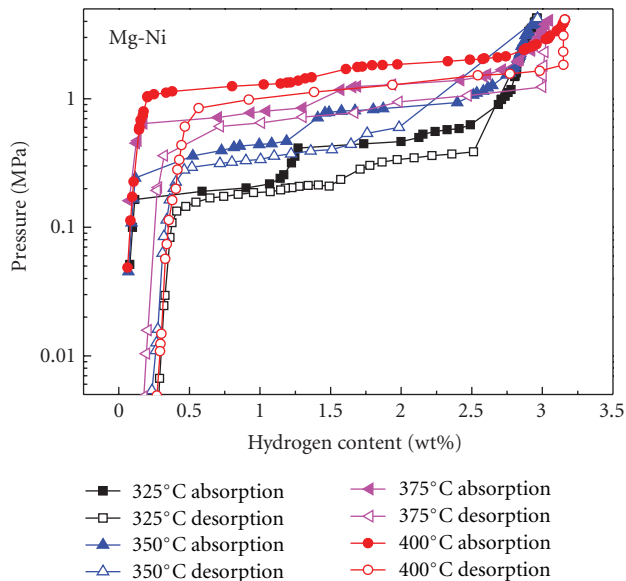 Mg-Ni
1
0.1
0.01
Pressure (MPa)
0 0.5 1 1.5 2 2.5 3 3.5
Hydrogen content (wt%)
325°C absorption
325°C desorption
350°C absorption
350°C desorption
375°C absorption
375°C desorption
400°C absorption
400°C desorption